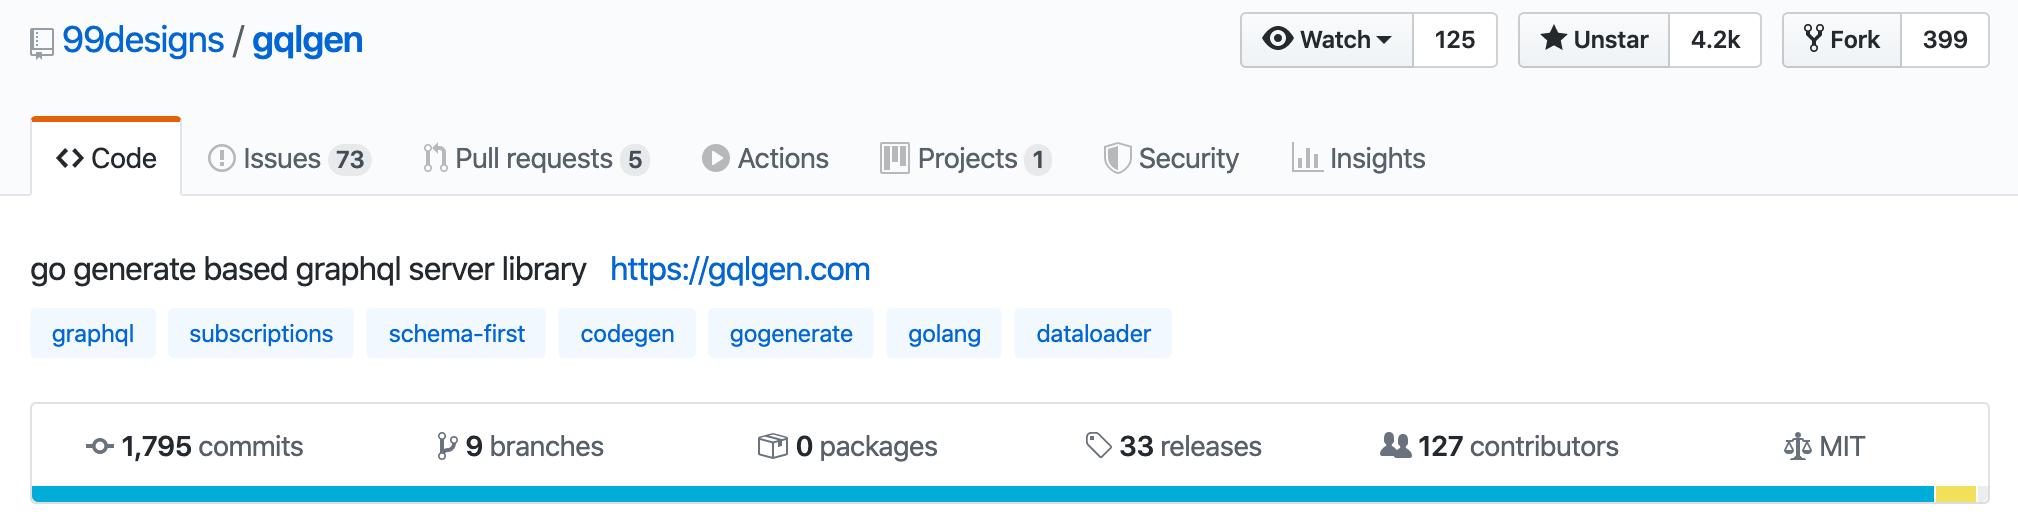 99designs / gqlgen
Watch 125 Unstar 4.2k Fork 399
Code Issues 73 Pull requests 5 Actions Projects 1 Security Insights
go generate based graphql server library https://gqlgen.com
graphql subscriptions schema-first codegen gogenerate golang dataloader
1,795 commits 9 branches 0 packages 33 releases 127 contributors MIT